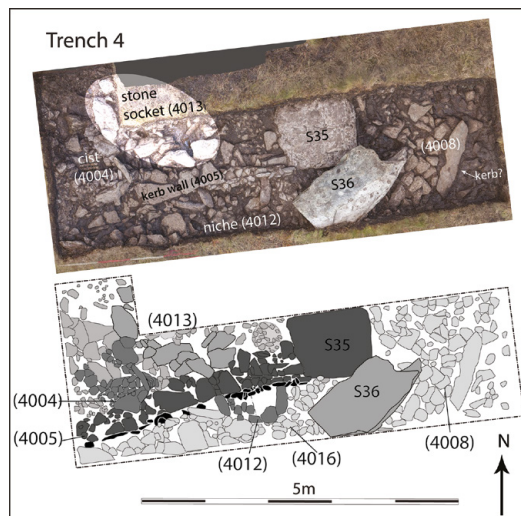 Trench 4
stone
socket (4013)
S35
cist
(4004)
(4008)
kerb wall (4005)
S36
kerb?
niche (4012)
(4013)
S35
(4004)
S36
(4005)
(4008)
(4012)
(4016)
N
5m